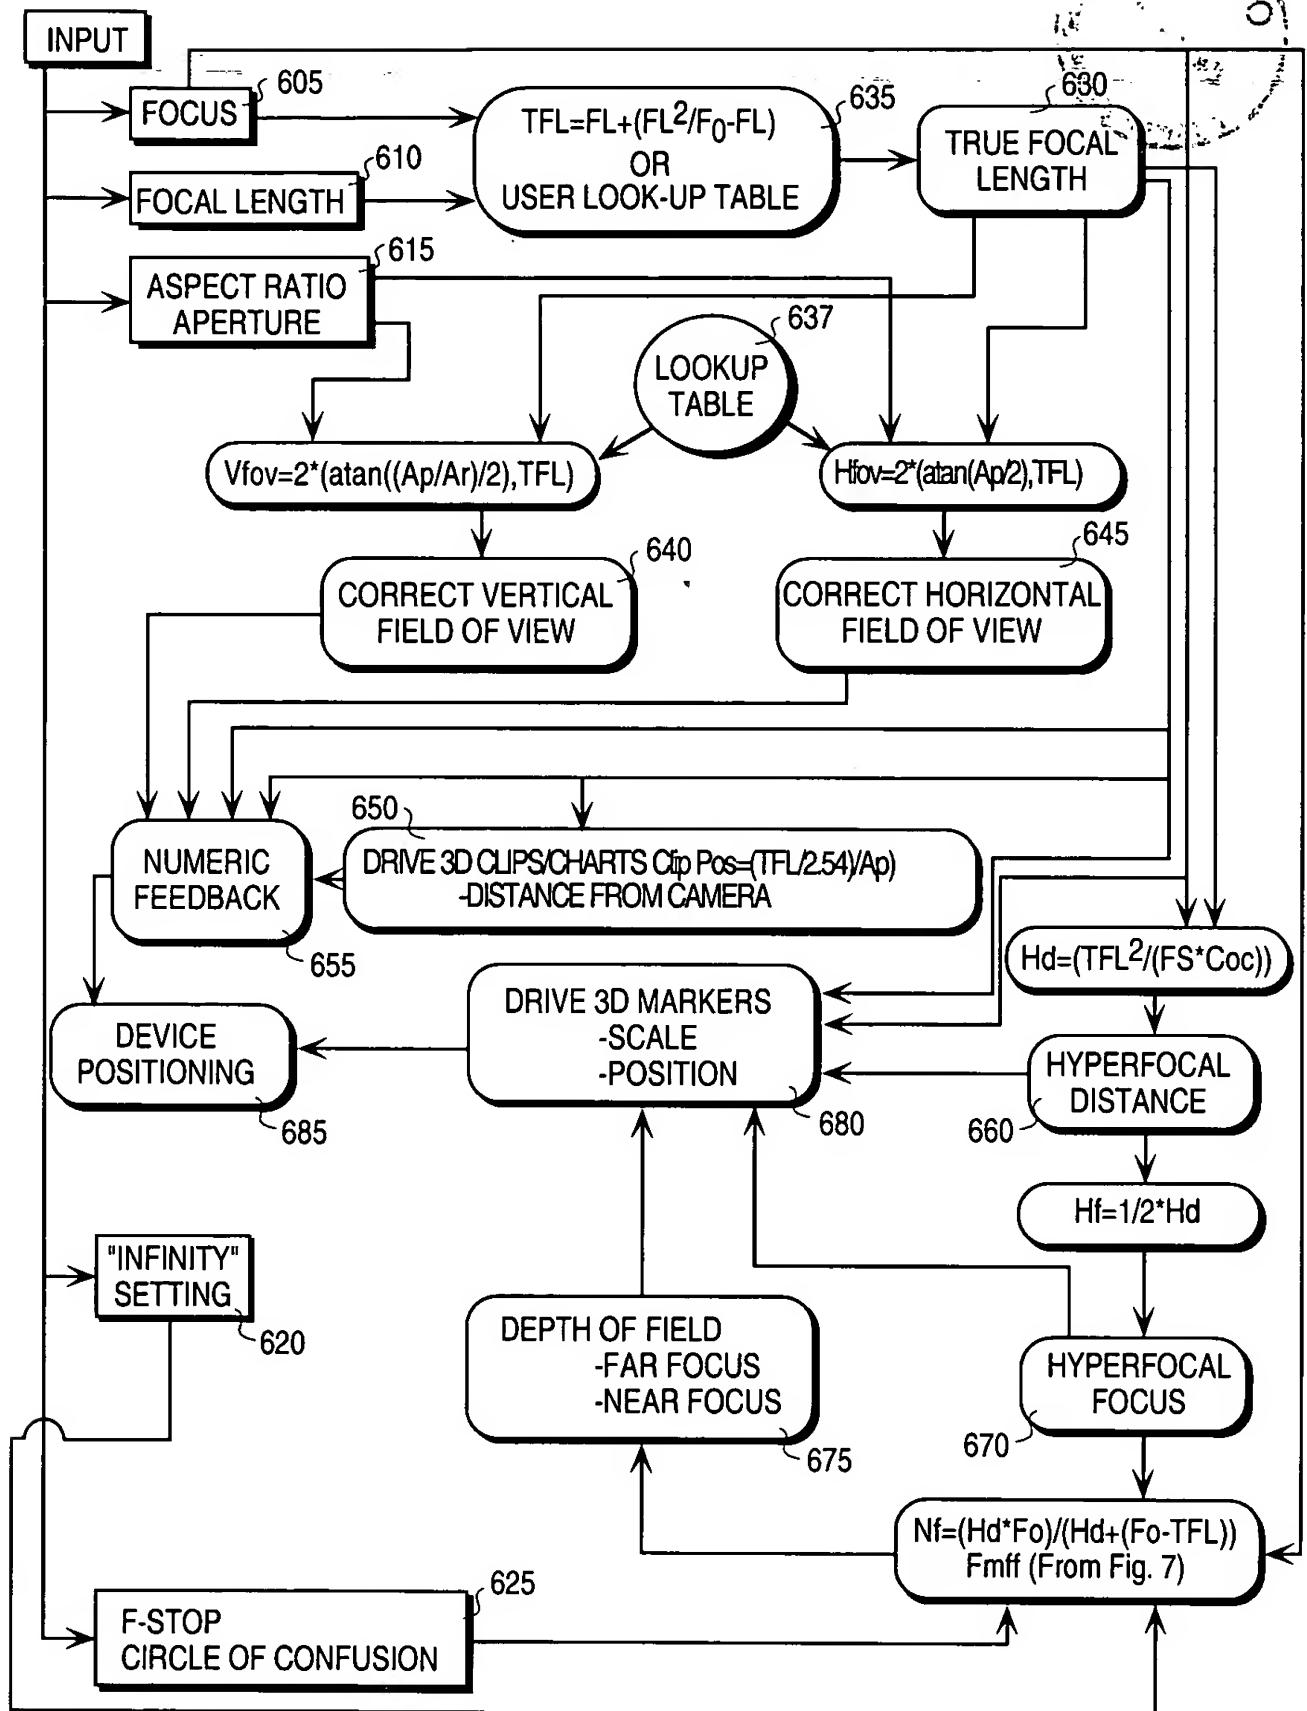 INPUT
FOCUS
605
FOCAL LENGTH
610
TFL=FL+(FL²/F₀-FL)
OR
USER LOOK-UP TABLE
635
TRUE FOCAL
LENGTH
630
ASPECT RATIO
APERTURE
615
LOOKUP
TABLE
637
Vfov=2*(atan((Ap/Ar)/2),TFL)
Hfov=2*(atan(Ap/2),TFL)
CORRECT VERTICAL
FIELD OF VIEW
640
CORRECT HORIZONTAL
FIELD OF VIEW
645
NUMERIC
FEEDBACK
655
650
DRIVE 3D CLIPS/CHARTS Clip Pos=(TFL/2.54)/Ap)
-DISTANCE FROM CAMERA
Hd=(TFL²/(FS*Coc))
DEVICE
POSITIONING
685
DRIVE 3D MARKERS
-SCALE
-POSITION
680
HYPERFOCAL
DISTANCE
660
Hf=1/2*Hd
"INFINITY"
SETTING
620
DEPTH OF FIELD
-FAR FOCUS
-NEAR FOCUS
675
HYPERFOCAL
FOCUS
670
Nf=(Hd*Fo)/(Hd+(Fo-TFL))
Fmff (From Fig. 7)
F-STOP
CIRCLE OF CONFUSION
625